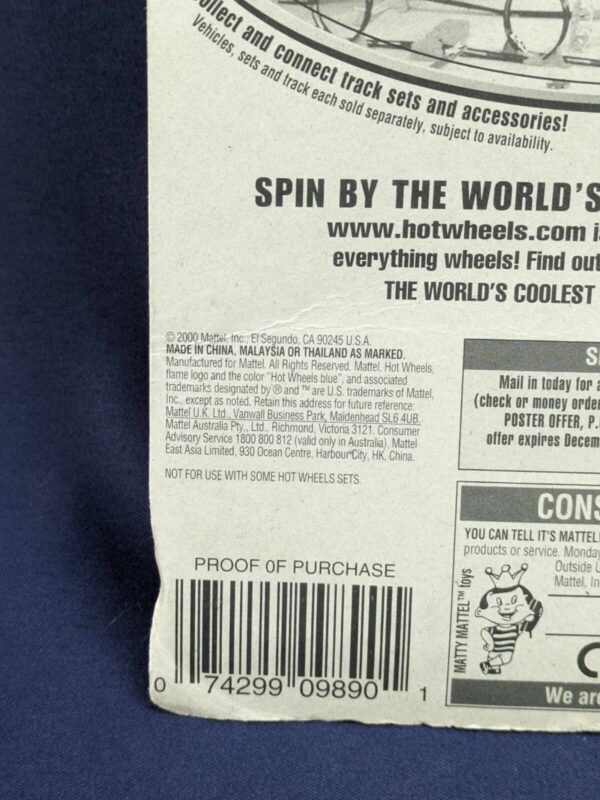 ollect and connect track sets and accessories!
Vehicles, sets and track each sold separately, subject to availability.
SPIN BY THE WORLD'S
www.hotwheels.com i
everything wheels! Find out
THE WORLD'S COOLEST
© 2000 Mattel, Inc., El Segundo, CA 90245 U.S.A.
MADE IN CHINA, MALAYSIA OR THAILAND AS MARKED.
Manufactured for Mattel. All Rights Reserved. Mattel, Hot Wheels,
flame logo and the color "Hot Wheels blue", and associated
trademarks designated by ® and ™ are U.S. trademarks of Mattel,
Inc., except as noted. Retain this address for future reference:
Mattel U.K. Ltd., Vanwall Business Park, Maidenhead SL6 4UB.
Mattel Australia Pty., Ltd., Richmond, Victoria 3121. Consumer
Advisory Service 1800 800 812 (valid only in Australia). Mattel
East Asia Limited, 930 Ocean Centre, Harbour City, HK, China.
NOT FOR USE WITH SOME HOT WHEELS SETS.
S
Mail in today for a
(check or money order
POSTER OFFER, P.
offer expires Decem
CONS
YOU CAN TELL IT'S MATTEL!
products or service. Monday
Outside U
Mattel, In
MATTY MATTEL™ toys
We are
PROOF OF PURCHASE
0 74299 09890 1